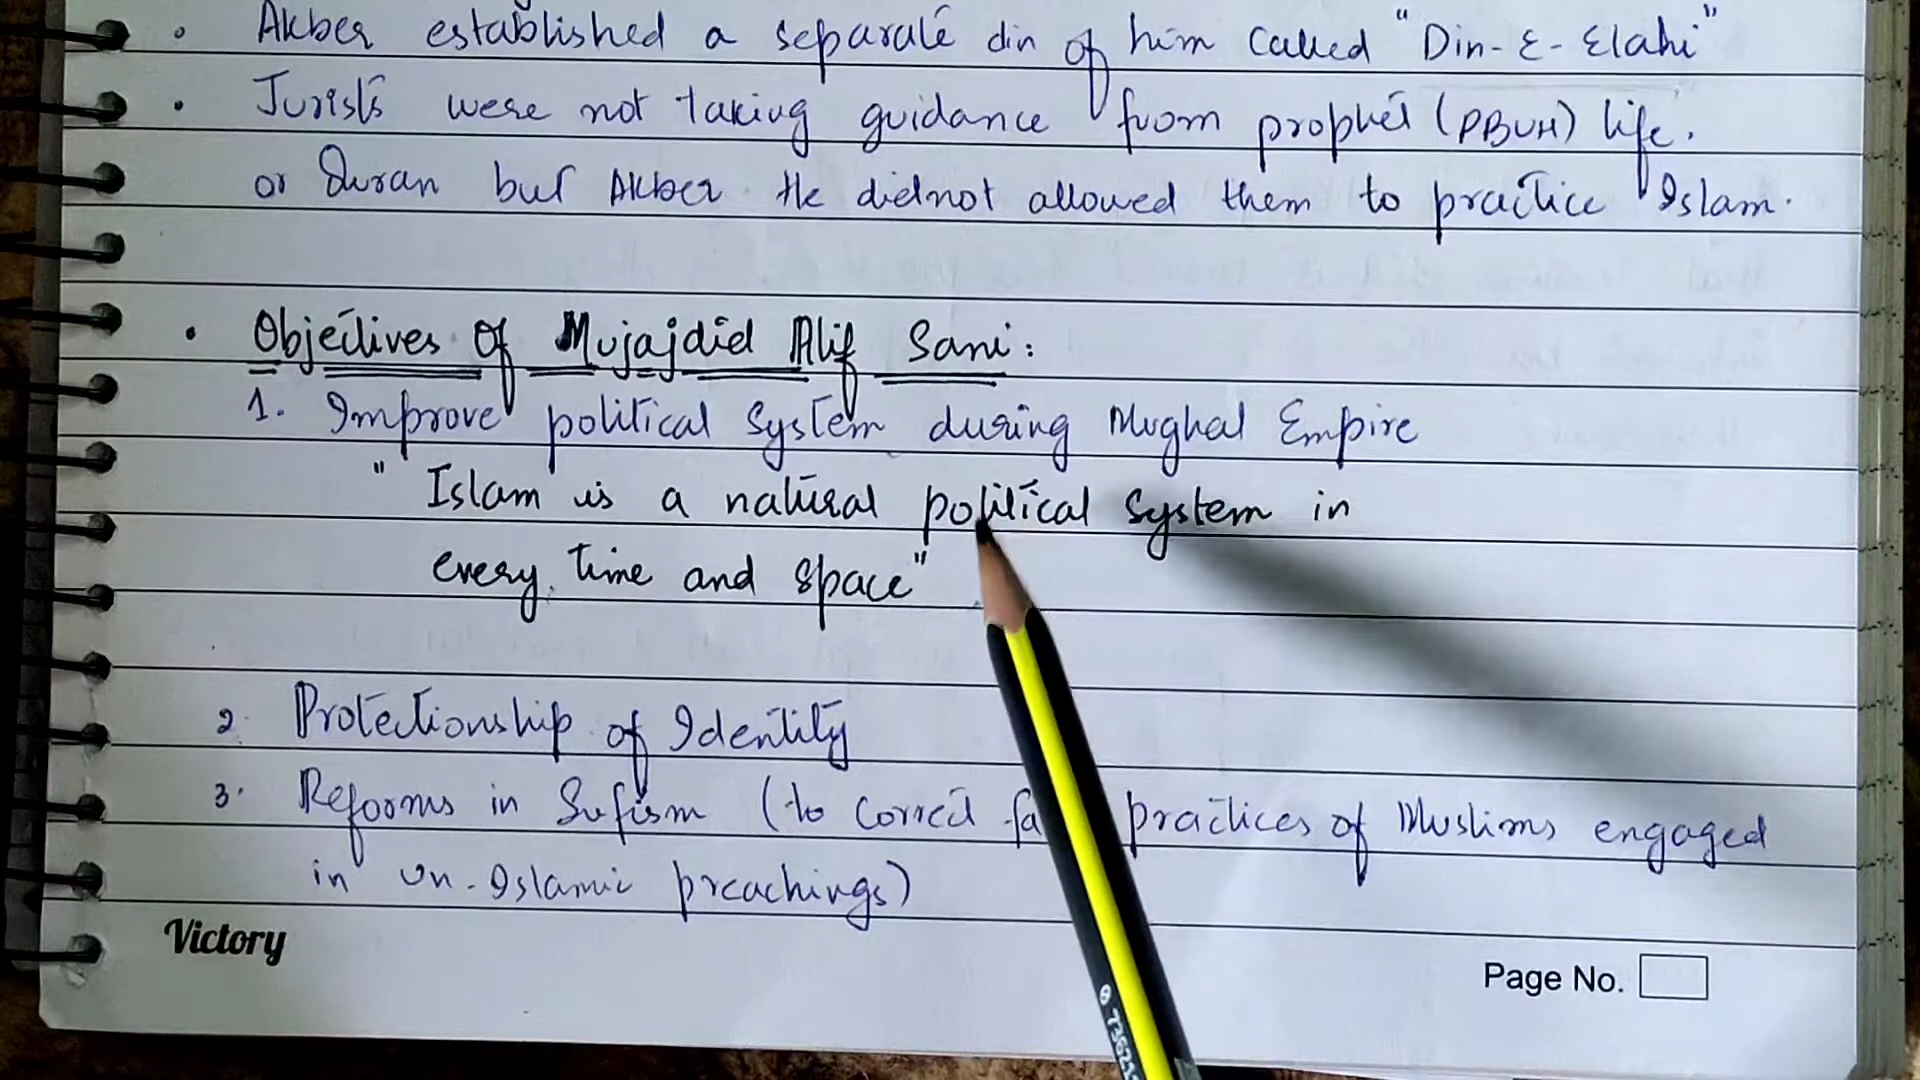 • Akber established a separate din of him Called "Din-E-Elahi"
• Jurists were not taking guidance from prophet (PBUH) life.
or Quran but Akber He didnot allowed them to practice Islam.
• Objectives Of Mujajdid Alif Sani:
1. Improve political System during Mughal Empire
" Islam is a natural political System in
every time and space"
2. Protectionship of Identity
3. Reforms in Sufism (to Correct fa practices of Muslims engaged
in un-Islamic preachings)
Victory
Page No.